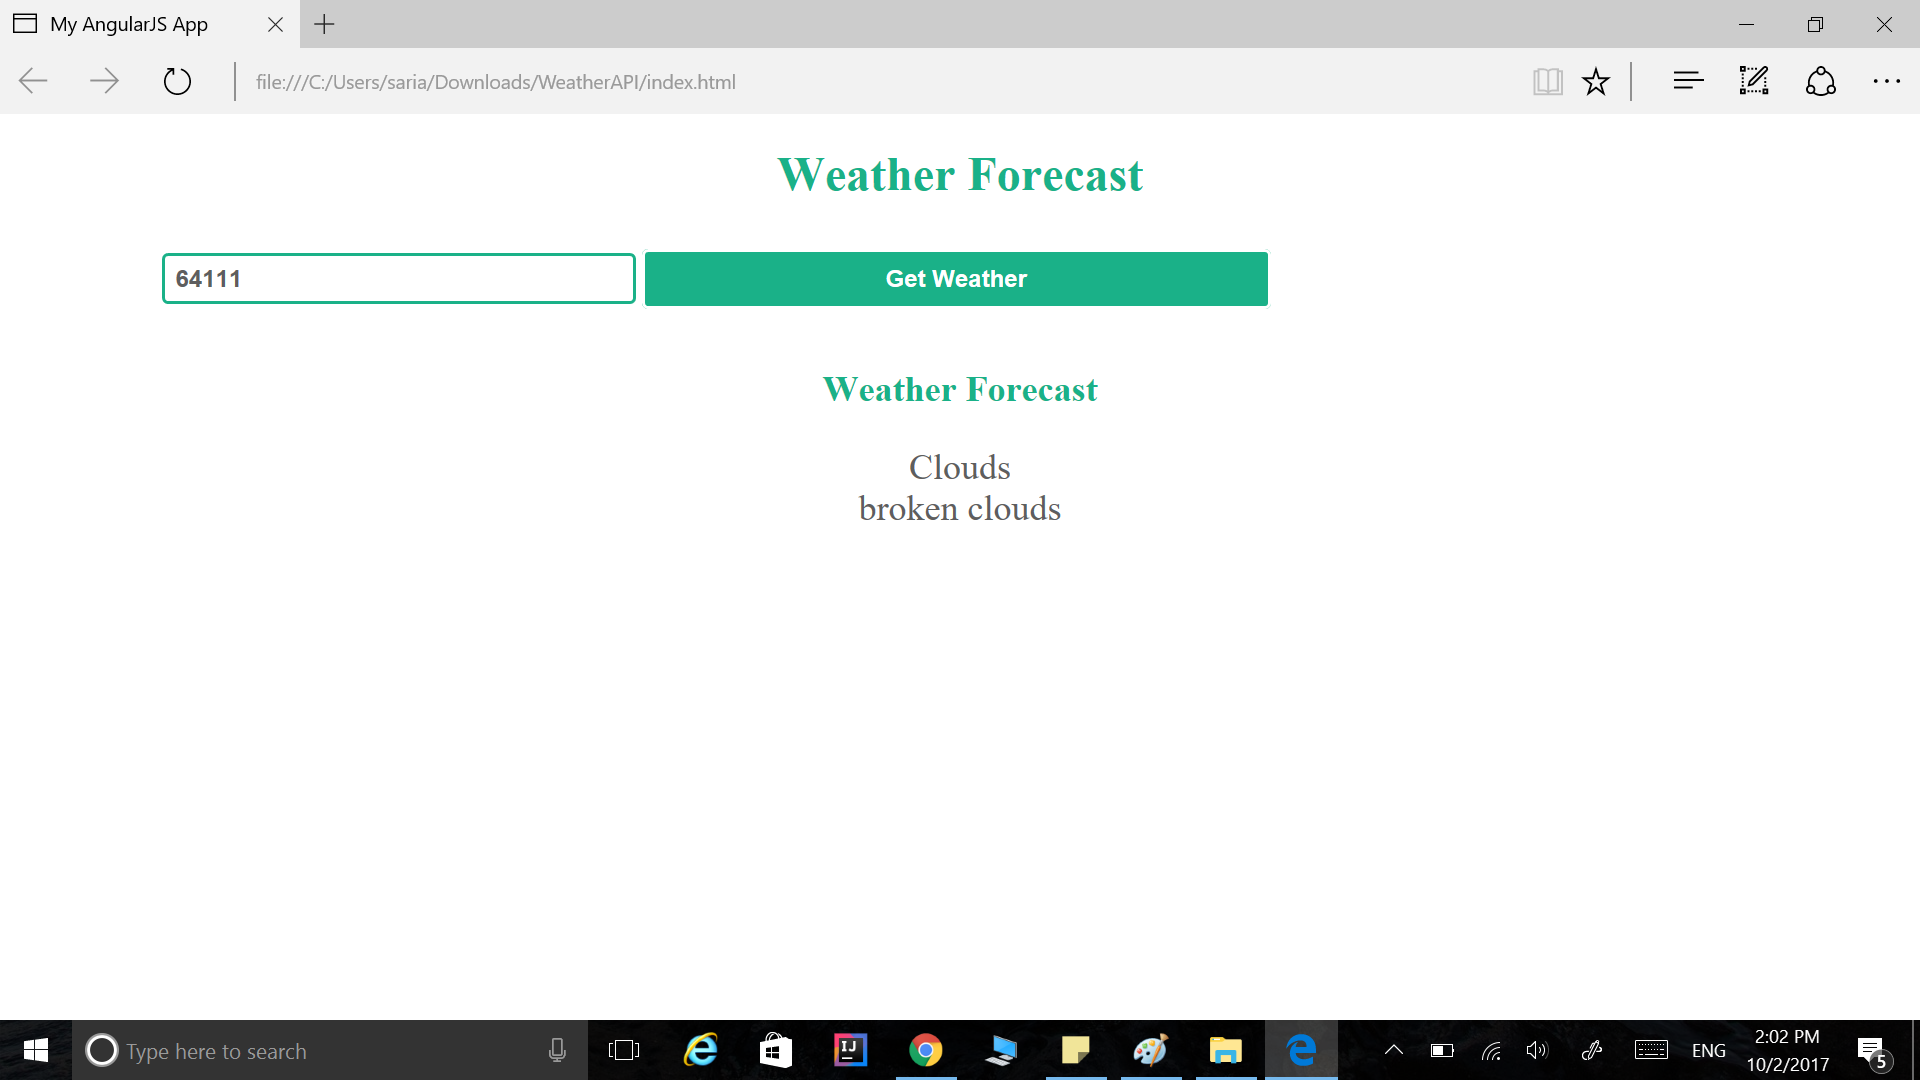 My AngularJS App
file:///C:/Users/saria/Downloads/WeatherAPI/index.html
Weather Forecast
64111
Get Weather
Weather Forecast
Clouds
broken clouds
Type here to search
IJ
ENG
2:02 PM
10/2/2017
5